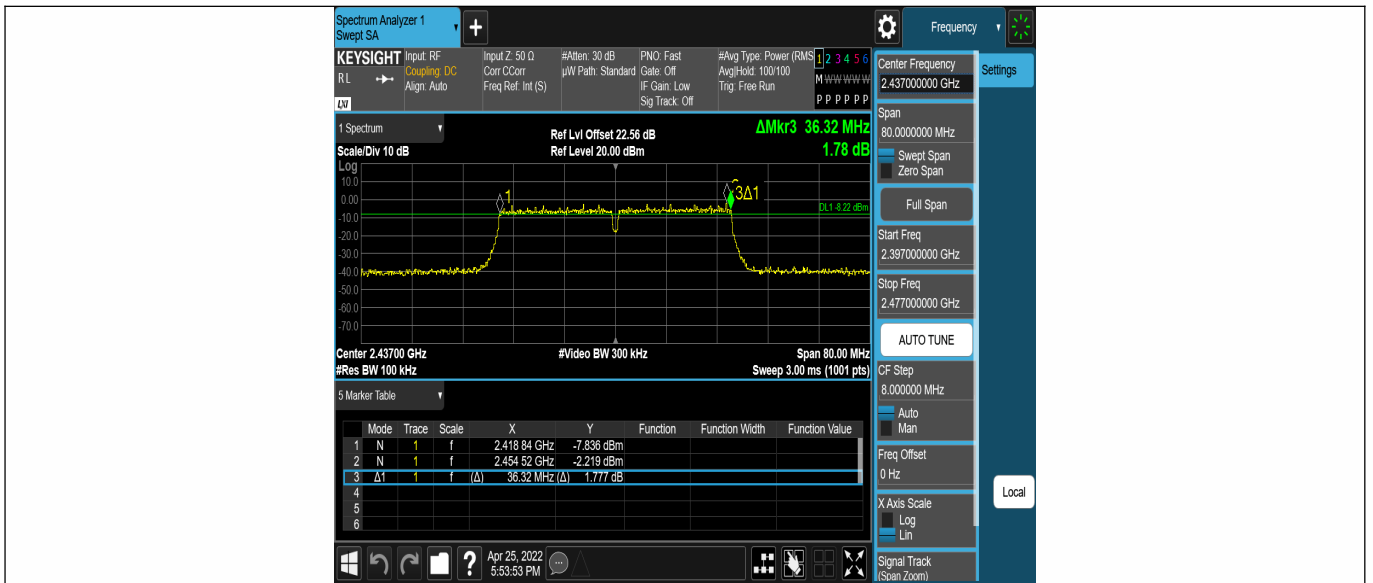 Spectrum Analyzer 1
Swept SA
+
Frequency
KEYSIGHT
R L
LXI
Input: RF
Coupling: DC
Align: Auto
Input Z: 50 Ω
Corr CCorr
Freq Ref: Int (S)
#Atten: 30 dB
µW Path: Standard
PNO: Fast
Gate: Off
IF Gain: Low
Sig Track: Off
#Avg Type: Power (RMS
Avg|Hold: 100/100
Trig: Free Run
1 2 3 4 5 6
M W W W W W
P P P P P P
1 Spectrum
Scale/Div 10 dB
Ref Lvl Offset 22.56 dB
Ref Level 20.00 dBm
ΔMkr3 36.32 MHz
1.78 dB
Log
10.0
0.00
-10.0
-20.0
-30.0
-40.0
-50.0
-60.0
-70.0
1
3Δ1
DL1 -8.22 dBm
Center 2.43700 GHz
#Video BW 300 kHz
Span 80.00 MHz
#Res BW 100 kHz
Sweep 3.00 ms (1001 pts)
5 Marker Table
Mode Trace Scale X Y Function Function Width Function Value
1 N 1 f 2.418 84 GHz -7.836 dBm
2 N 1 f 2.454 52 GHz -2.219 dBm
3 Δ1 1 f (Δ) 36.32 MHz (Δ) 1.777 dB
4
5
6
?
Apr 25, 2022
5:53:53 PM
Center Frequency
2.437000000 GHz
Settings
Span
80.0000000 MHz
Swept Span
Zero Span
Full Span
Start Freq
2.397000000 GHz
Stop Freq
2.477000000 GHz
AUTO TUNE
CF Step
8.000000 MHz
Auto
Man
Freq Offset
0 Hz
X Axis Scale
Log
Lin
Local
Signal Track
(Span Zoom)